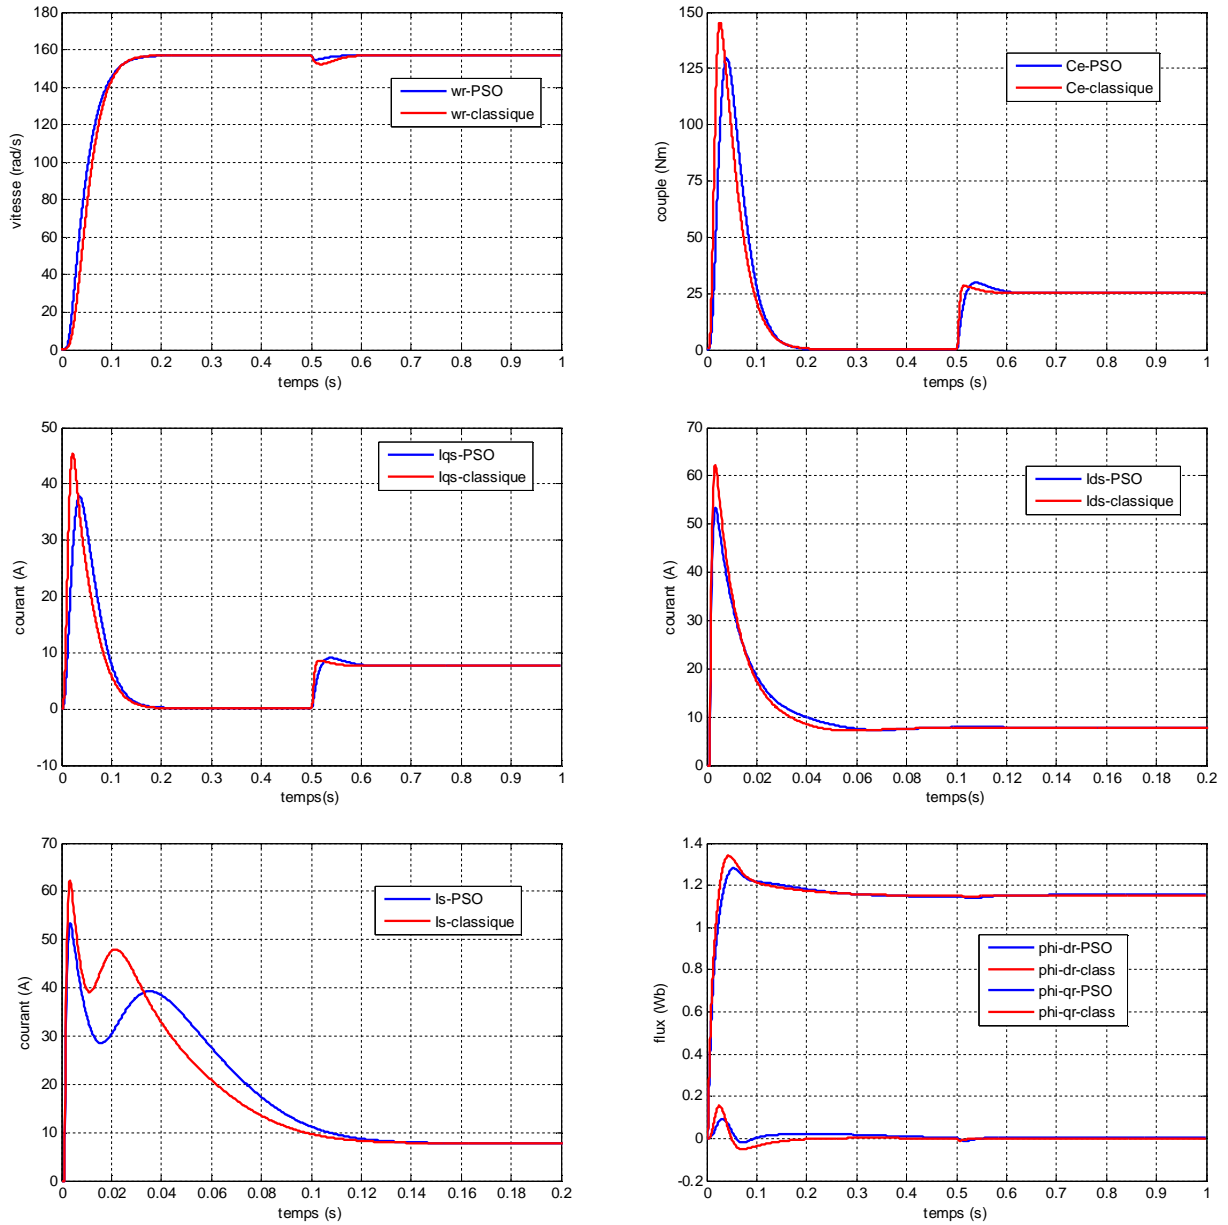 180
160
140
120
100
80
60
40
20
0
vitesse (rad/s)
wr-PSO
wr-classique
0 0.1 0.2 0.3 0.4 0.5 0.6 0.7 0.8 0.9 1
temps (s)
150
125
100
75
50
25
0
couple (Nm)
Ce-PSO
Ce-classique
0 0.1 0.2 0.3 0.4 0.5 0.6 0.7 0.8 0.9 1
temps (s)
50
40
30
20
10
0
-10
courant (A)
Iqs-PSO
Iqs-classique
0 0.1 0.2 0.3 0.4 0.5 0.6 0.7 0.8 0.9 1
temps(s)
70
60
50
40
30
20
10
0
courant (A)
Ids-PSO
Ids-classique
0 0.02 0.04 0.06 0.08 0.1 0.12 0.14 0.16 0.18 0.2
temps(s)
70
60
50
40
30
20
10
0
courant (A)
Is-PSO
Is-classique
0 0.02 0.04 0.06 0.08 0.1 0.12 0.14 0.16 0.18 0.2
temps (s)
1.4
1.2
1
0.8
0.6
0.4
0.2
0
-0.2
flux (Wb)
phi-dr-PSO
phi-dr-class
phi-qr-PSO
phi-qr-class
0 0.1 0.2 0.3 0.4 0.5 0.6 0.7 0.8 0.9 1
temps (s)